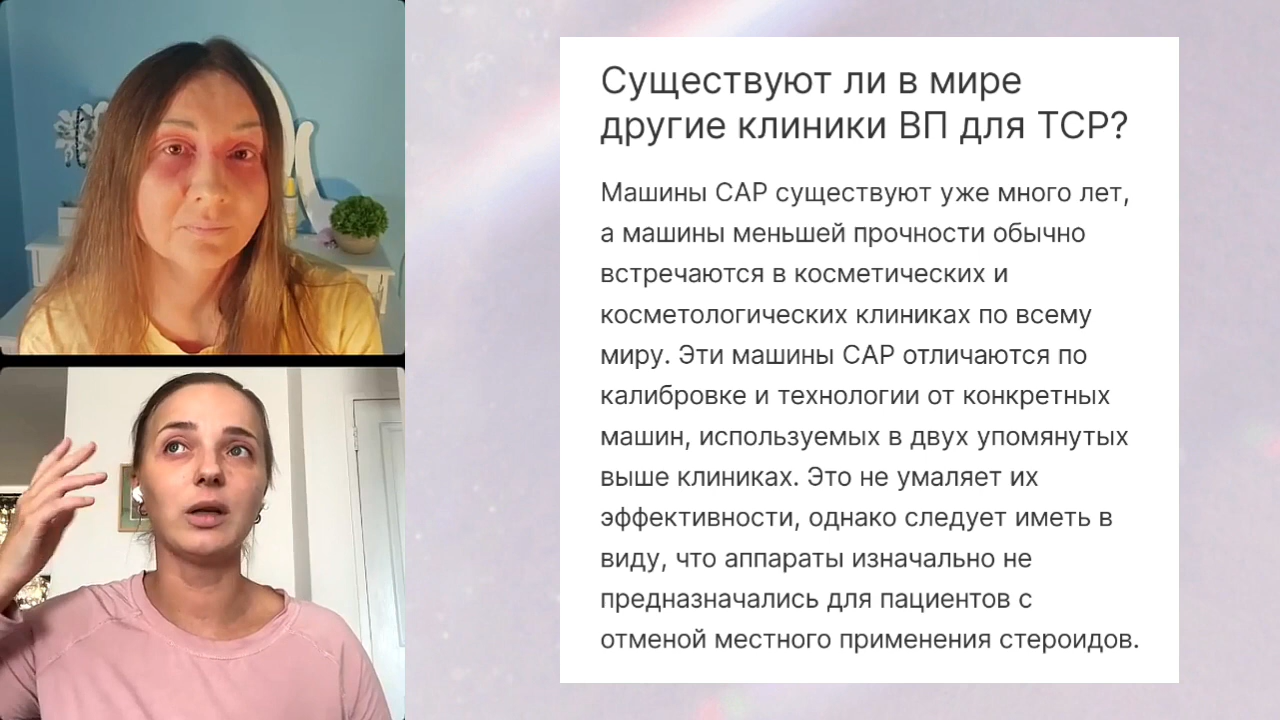 Существуют ли в мире
другие клиники ВП для ТСР?
Машины САР существуют уже много лет,
а машины меньшей прочности обычно
встречаются в косметических и
косметологических клиниках по всему
миру. Эти машины САР отличаются по
калибровке и технологии от конкретных
машин, используемых в двух упомянутых
выше клиниках. Это не умаляет их
эффективности, однако следует иметь в
виду, что аппараты изначально не
предназначались для пациентов с
отменой местного применения стероидов.